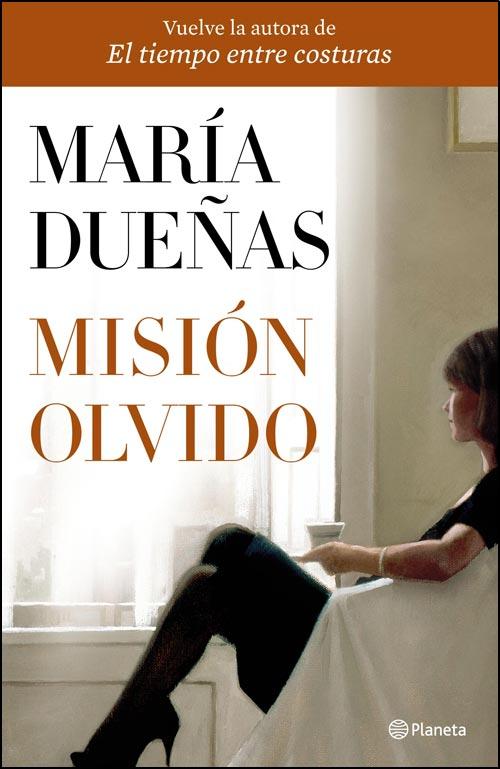 Vuelve la autora de
El tiempo entre costuras
MARÍA
DUEÑAS
MISIÓN
OLVIDO
Planeta